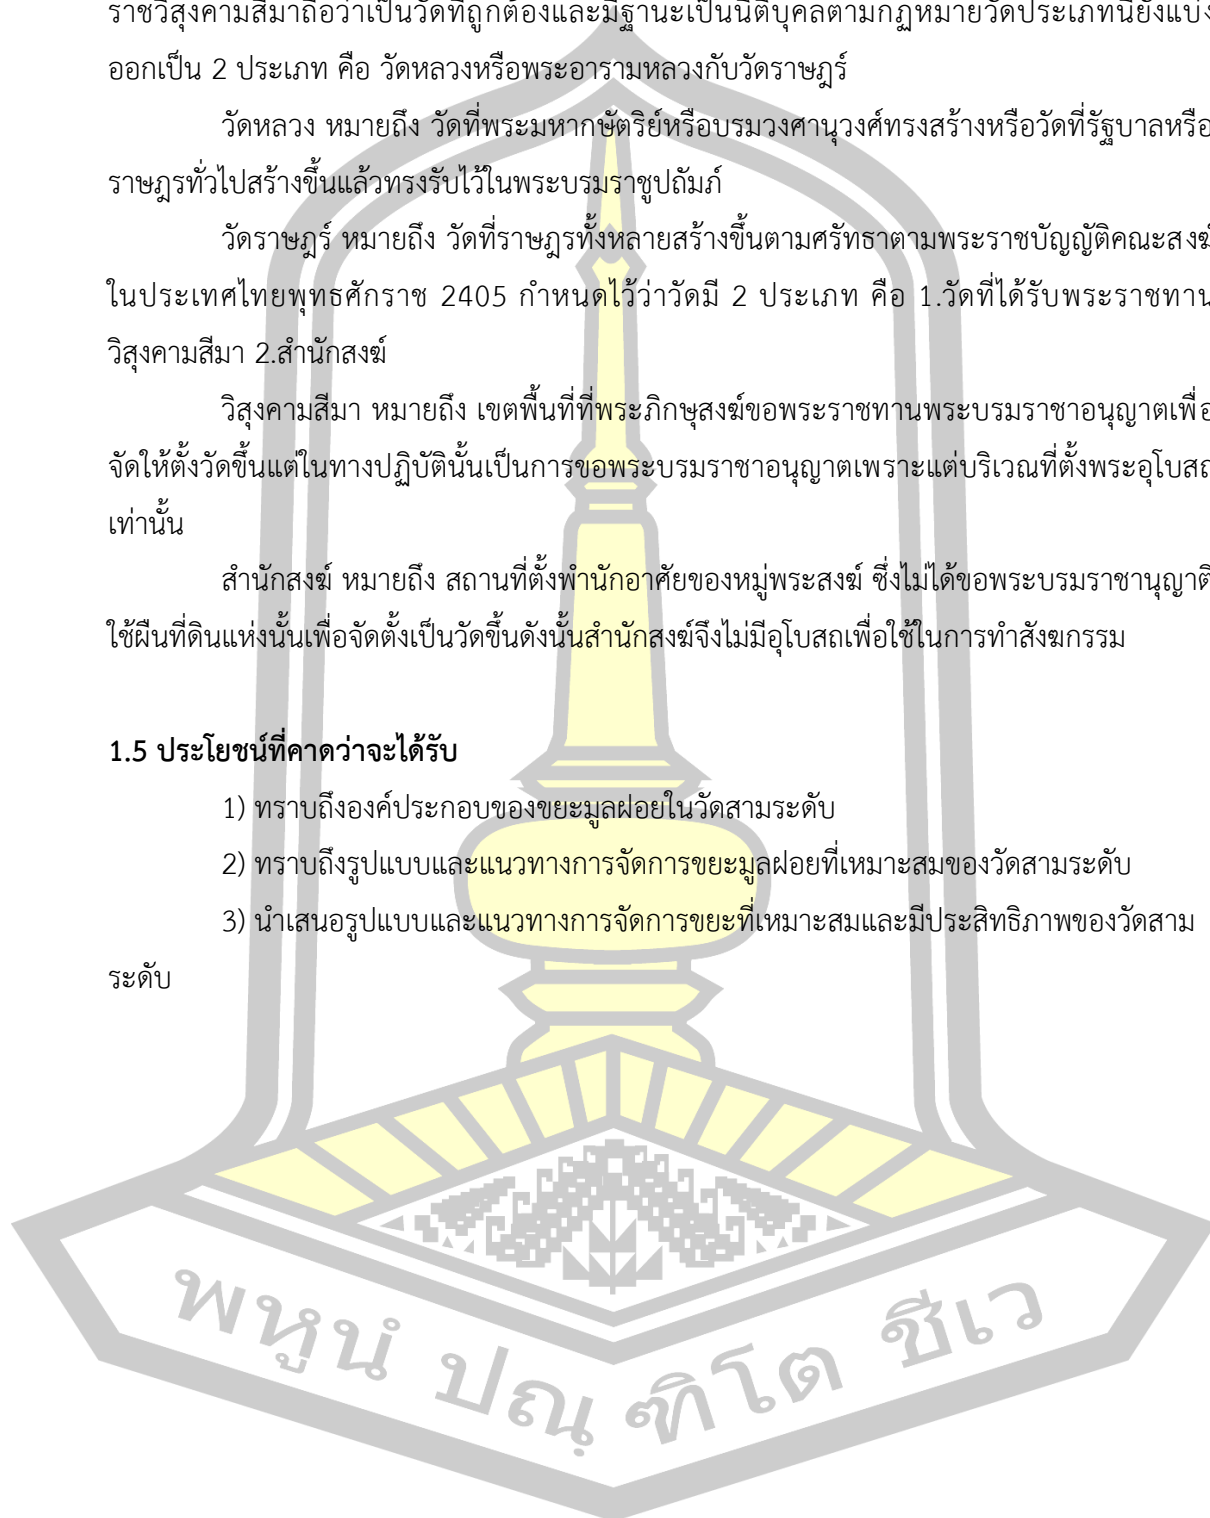 ราชวิสุงคามสีมาถือว่าเป็นวัดที่ถูกต้องและมีฐานะเป็นนิติบุคลตามกฎหมายวัดประเภทนี้ยังแบ่ง
ออกเป็น 2 ประเภท คือ วัดหลวงหรือพระอารามหลวงกับวัดราษฎร์
วัดหลวง หมายถึง วัดที่พระมหากษัตริย์หรือบรมวงศานุวงศ์ทรงสร้างหรือวัดที่รัฐบาลหรือ
ราษฎรทั่วไปสร้างขึ้นแล้วทรงรับไว้ในพระบรมราชูปถัมภ์
วัดราษฎร์ หมายถึง วัดที่ราษฎรทั้งหลายสร้างขึ้นตามศรัทธาตามพระราชบัญญัติคณะสงฆ์
ในประเทศไทยพุทธศักราช 2405 กำหนดไว้ว่าวัดมี 2 ประเภท คือ 1.วัดที่ได้รับพระราชทาน
วิสุงคามสีมา 2.สำนักสงฆ์
วิสุงคามสีมา หมายถึง เขตพื้นที่ที่พระภิกษุสงฆ์ขอพระราชทานพระบรมราชาอนุญาตเพื่อ
จัดให้ตั้งวัดขึ้นแต่ในทางปฏิบัตินั้นเป็นการขอพระบรมราชาอนุญาตเพราะแต่บริเวณที่ตั้งพระอุโบสถ
เท่านั้น
สำนักสงฆ์ หมายถึง สถานที่ตั้งพำนักอาศัยของหมู่พระสงฆ์ ซึ่งไม่ได้ขอพระบรมราชานุญาติ
ใช้ผืนที่ดินแห่งนั้นเพื่อจัดตั้งเป็นวัดขึ้นดังนั้นสำนักสงฆ์จึงไม่มีอุโบสถเพื่อใช้ในการทำสังฆกรรม
1.5 ประโยชน์ที่คาดว่าจะได้รับ
1) ทราบถึงองค์ประกอบของขยะมูลฝอยในวัดสามระดับ
2) ทราบถึงรูปแบบและแนวทางการจัดการขยะมูลฝอยที่เหมาะสมของวัดสามระดับ
3) นำเสนอรูปแบบและแนวทางการจัดการขยะที่เหมาะสมและมีประสิทธิภาพของวัดสาม
ระดับ
พหูนํ ปณฺฑิโต ชีเว